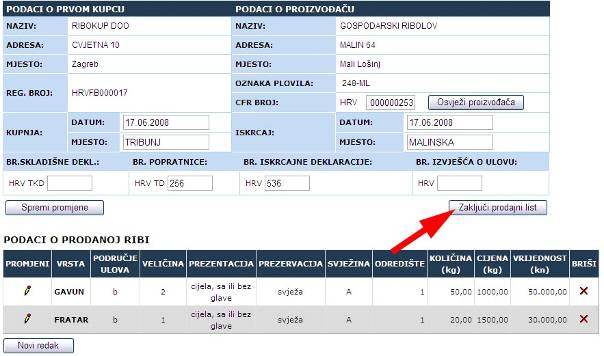 PODACI O PRVOM KUPCU PODACI O PROIZVOĐAČU
NAZIV: RIBOKUP DOO NAZIV: GOSPODARSKI RIBOLOV
ADRESA: CVJETNA 10 ADRESA: MALIN 64
MJESTO: Zagreb MJESTO: Mali Lošinj
REG. BROJ: HRVFB000017 OZNAKA PLOVILA: 248-ML
CFR BROJ: HRV 000000253 Osvježi proizvođača
KUPNJA: DATUM: 17.06.2008 ISKRCAJ: DATUM: 17.06.2008
MJESTO: TRIBUNJ MJESTO: MALINSKA
BR.SKLADIŠNE DEKL.: BR. POPRATNICE: BR. ISKRCAJNE DEKLARACIJE: BR. IZVJEŠĆA O ULOVU:
HRV TKD HRV TD 256 HRV 536 HRV
Spremi promjene Zaključi prodajni list
PODACI O PRODANOJ RIBI
PROMJENI VRSTA PODRUČJE ULOVA VELIČINA PREZENTACIJA PREZERVACIJA SVJEŽINA ODREDIŠTE KOLIČINA (kg) CIJENA (kg) VRIJEDNOST (kn) BRIŠI
GAVUN b 2 cijela, sa ili bez glave svježa A 1 50,00 1000,00 50.000,00
FRATAR b 1 cijela, sa ili bez glave svježa A 1 20,00 1500,00 30.000,00
Novi redak